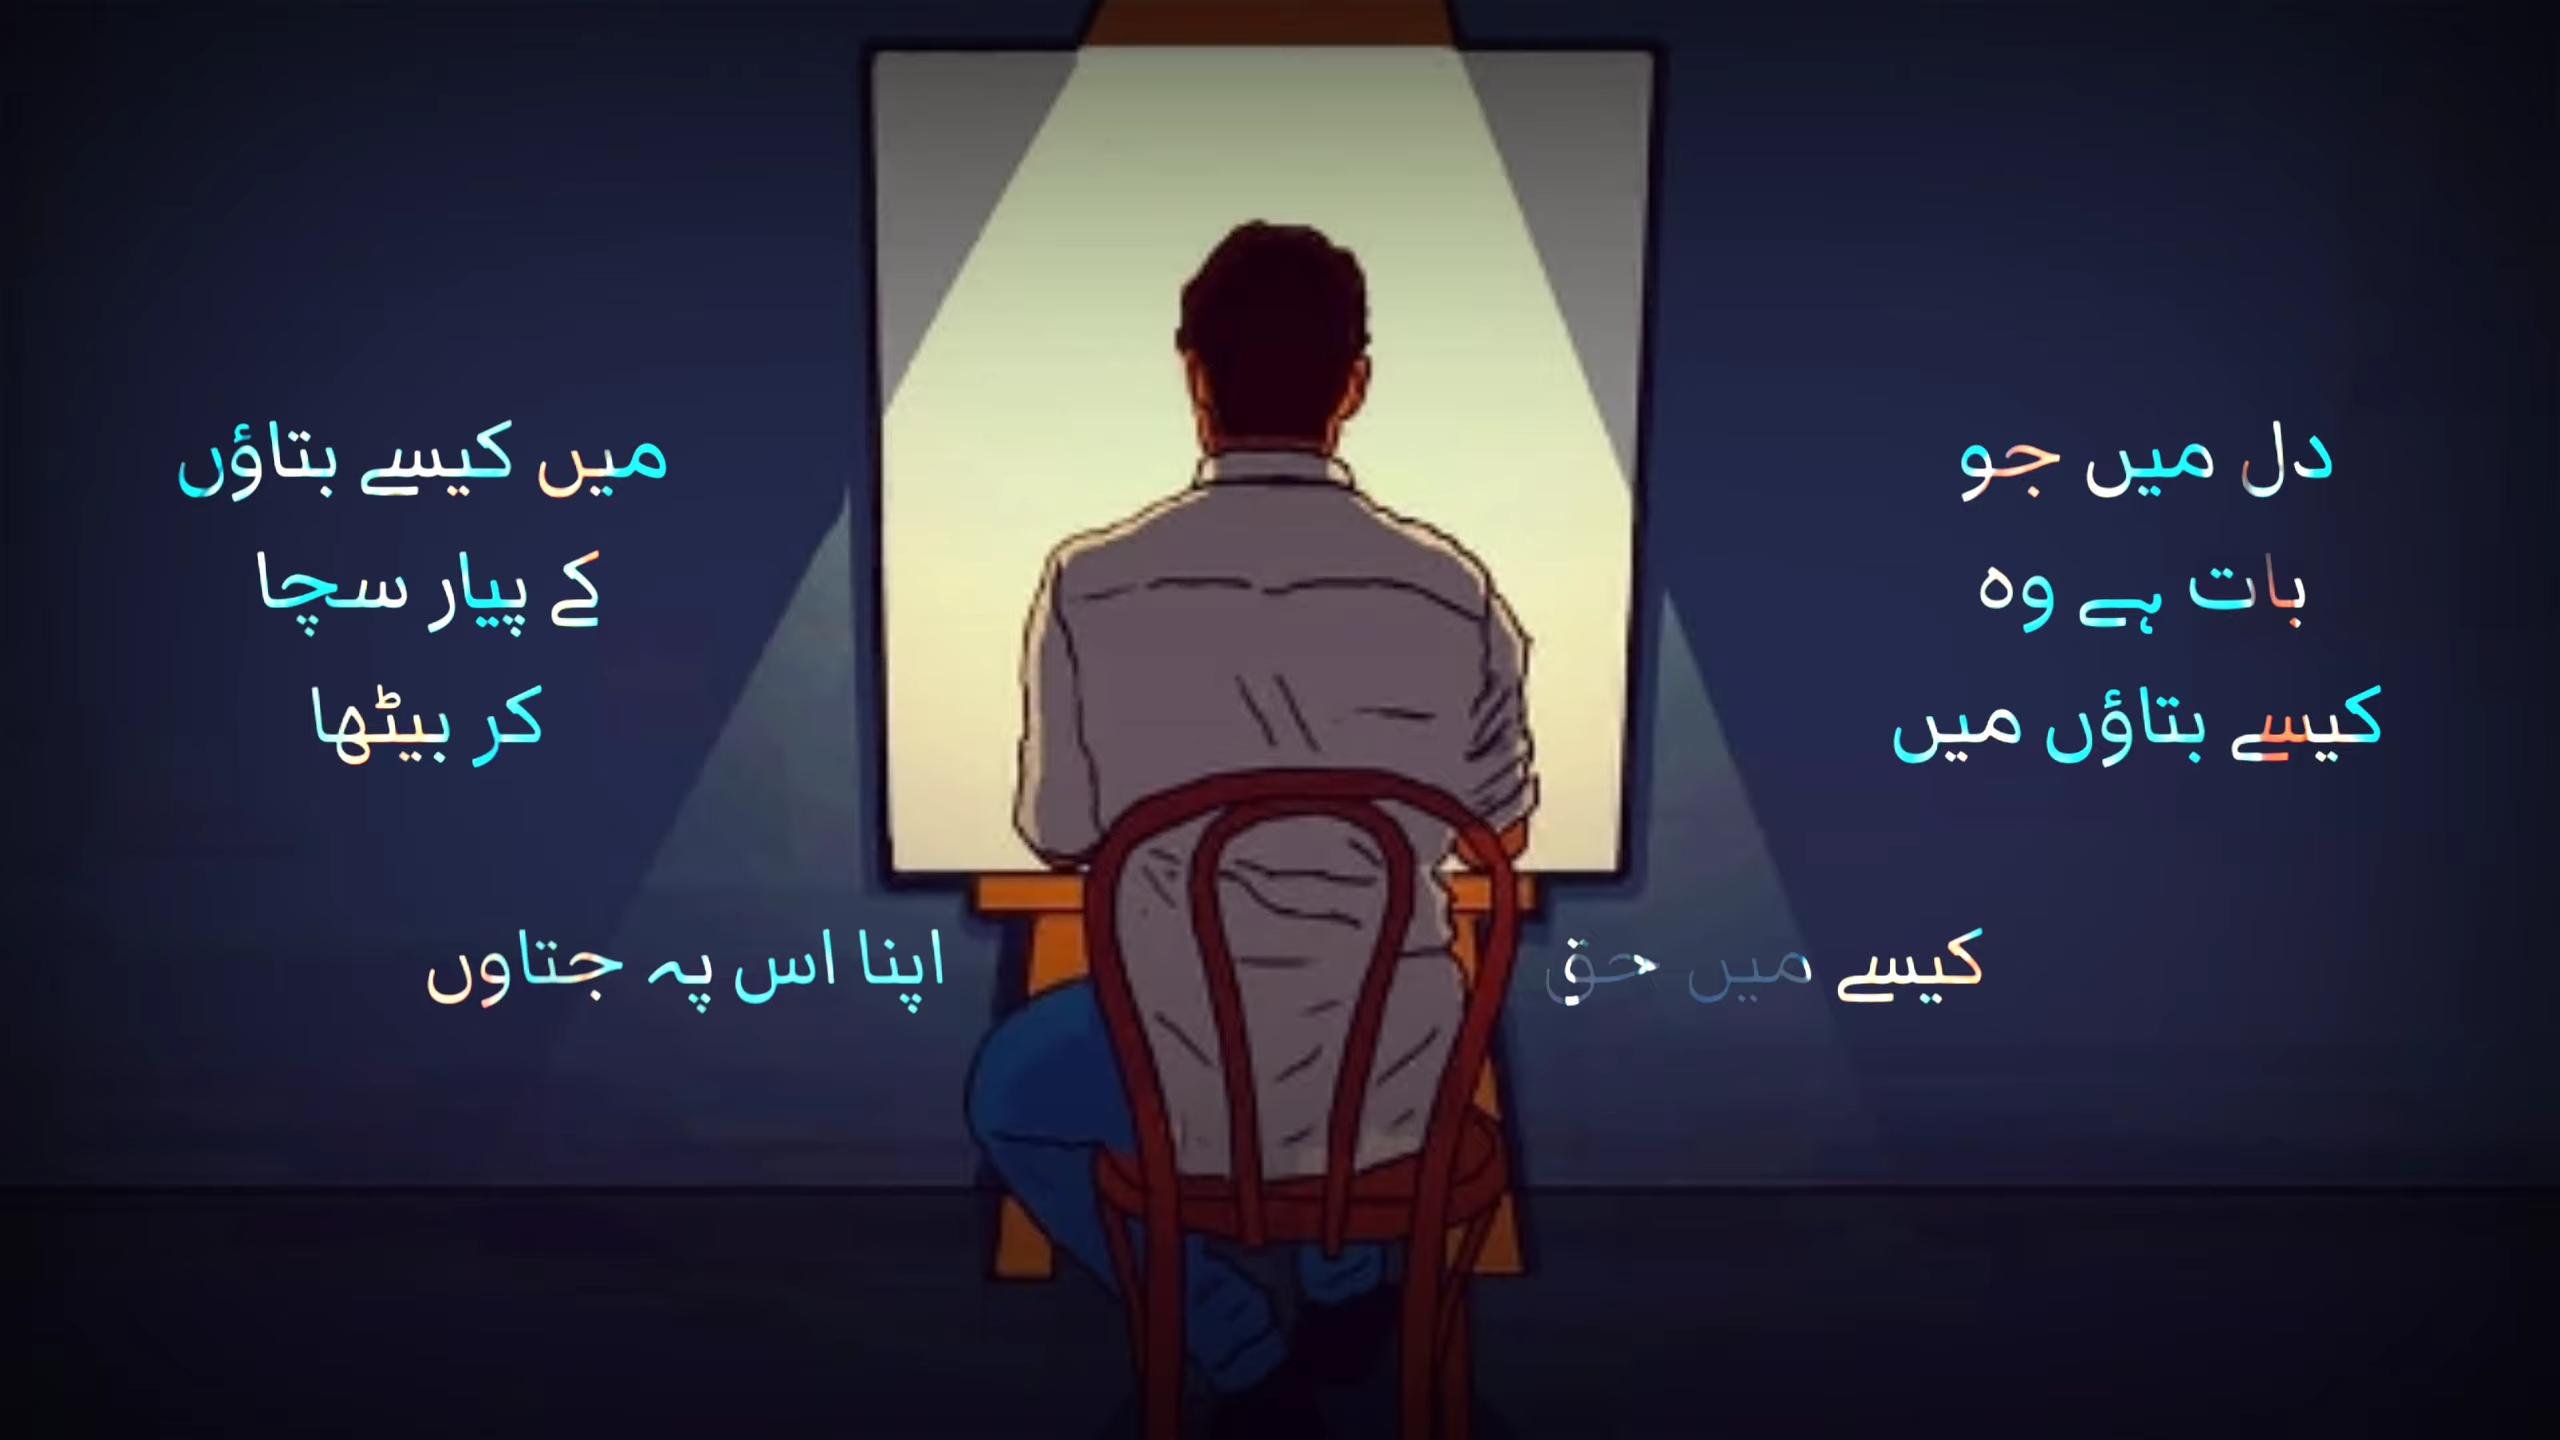 دل میں جو
بات ہے وہ
کیسے بتاؤں میں
میں کیسے بتاؤں
کے پیار سچا
کر بیٹھا
کیسے میں حق
اپنا اس پہ جتاوں